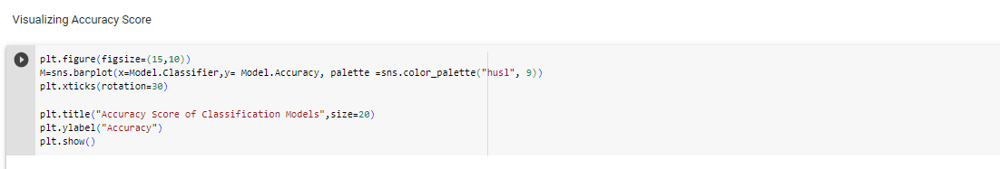 Visualizing Accuracy Score
plt.figure(figsize=(15,10))
M=sns.barplot(x=Model.Classifier,y= Model.Accuracy, palette =sns.color_palette("husl", 9))
plt.xticks(rotation=30)
plt.title("Accuracy Score of Classification Models",size=20)
plt.ylabel("Accuracy")
plt.show()